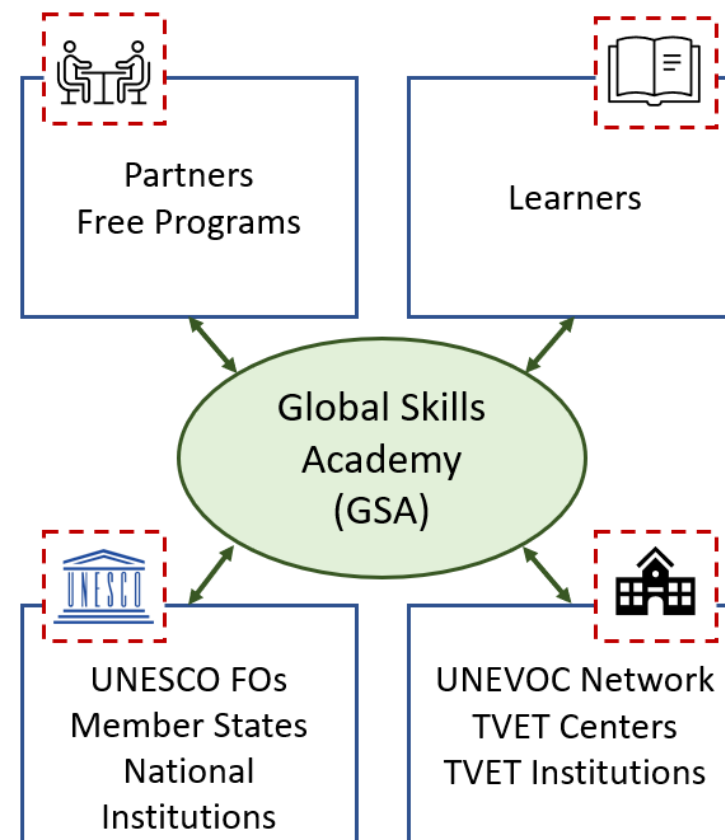 Partners
Free Programs
Learners
Global Skills
Academy
(GSA)
UNESCO
UNESCO FOs
Member States
National
Institutions
UNEVOC Network
TVET Centers
TVET Institutions